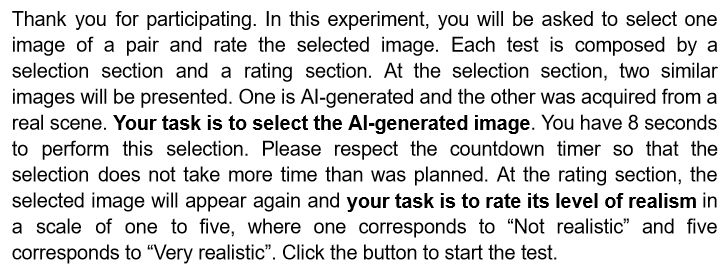 Thank you for participating. In this experiment, you will be asked to select one
image of a pair and rate the selected image. Each test is composed by a
selection section and a rating section. At the selection section, two similar
images will be presented. One is AI-generated and the other was acquired from a
real scene. Your task is to select the AI-generated image. You have 8 seconds
to perform this selection. Please respect the countdown timer so that the
selection does not take more time than was planned. At the rating section, the
selected image will appear again and your task is to rate its level of realism in
a scale of one to five, where one corresponds to “Not realistic” and five
corresponds to “Very realistic”. Click the button to start the test.